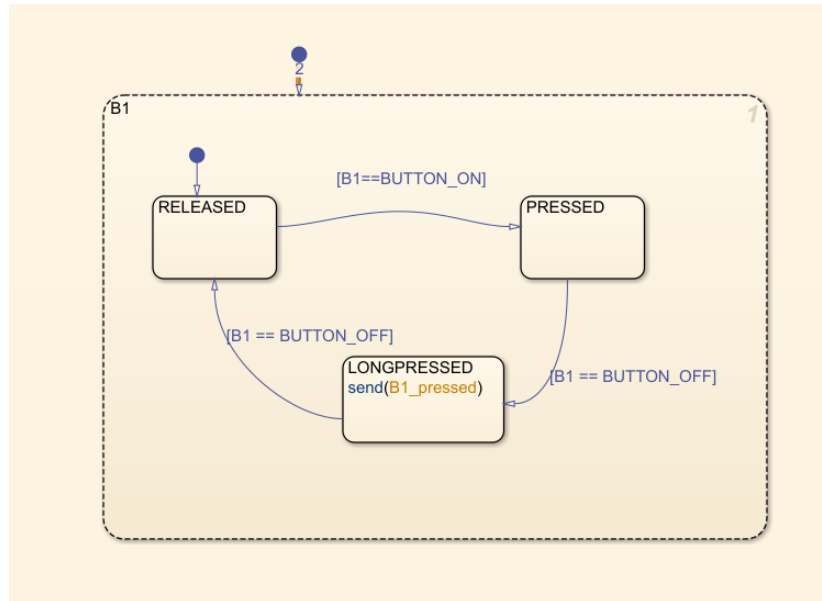 2
B1
1
[B1==BUTTON_ON]
RELEASED
PRESSED
[B1 == BUTTON_OFF]
LONGPRESSED
send(B1_pressed)
[B1 == BUTTON_OFF]